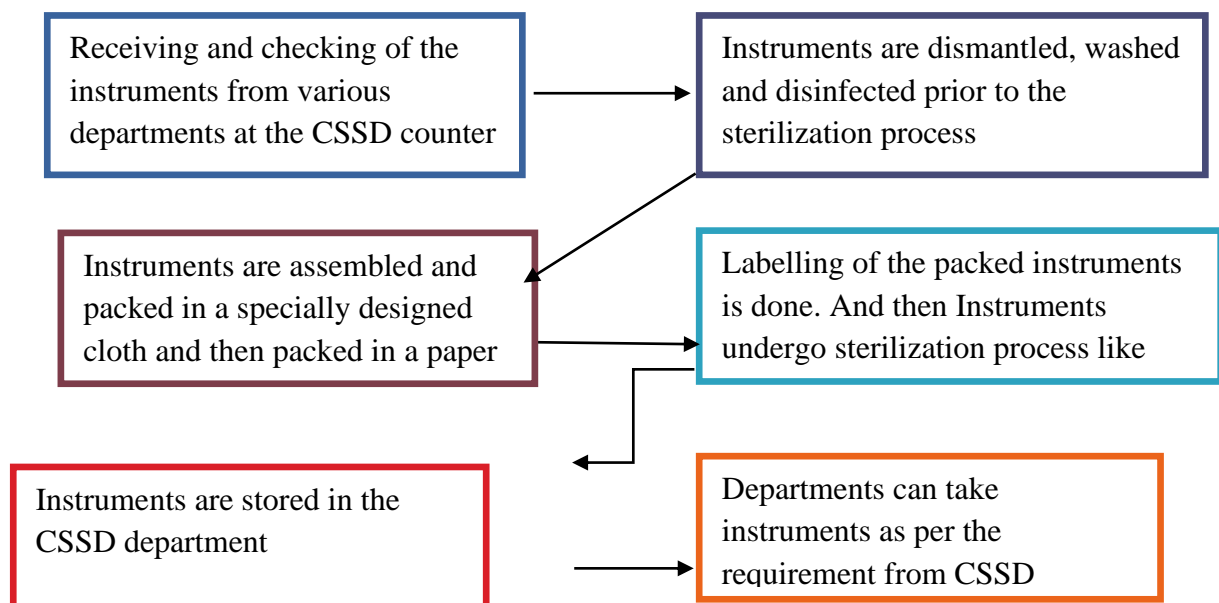 Receiving and checking of the
instruments from various
departments at the CSSD counter
Instruments are dismantled, washed
and disinfected prior to the
sterilization process
Instruments are assembled and
packed in a specially designed
cloth and then packed in a paper
Labelling of the packed instruments
is done. And then Instruments
undergo sterilization process like
Instruments are stored in the
CSSD department
Departments can take
instruments as per the
requirement from CSSD